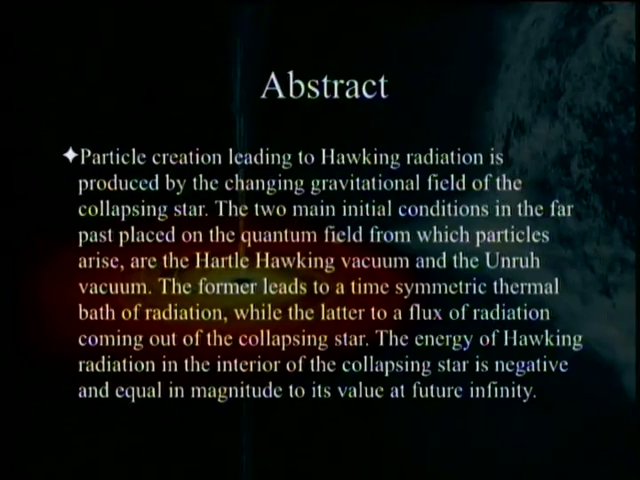 Abstract
✦Particle creation leading to Hawking radiation is
produced by the changing gravitational field of the
collapsing star. The two main initial conditions in the far
past placed on the quantum field from which particles
arise, are the Hartle Hawking vacuum and the Unruh
vacuum. The former leads to a time symmetric thermal
bath of radiation, while the latter to a flux of radiation
coming out of the collapsing star. The energy of Hawking
radiation in the interior of the collapsing star is negative
and equal in magnitude to its value at future infinity.